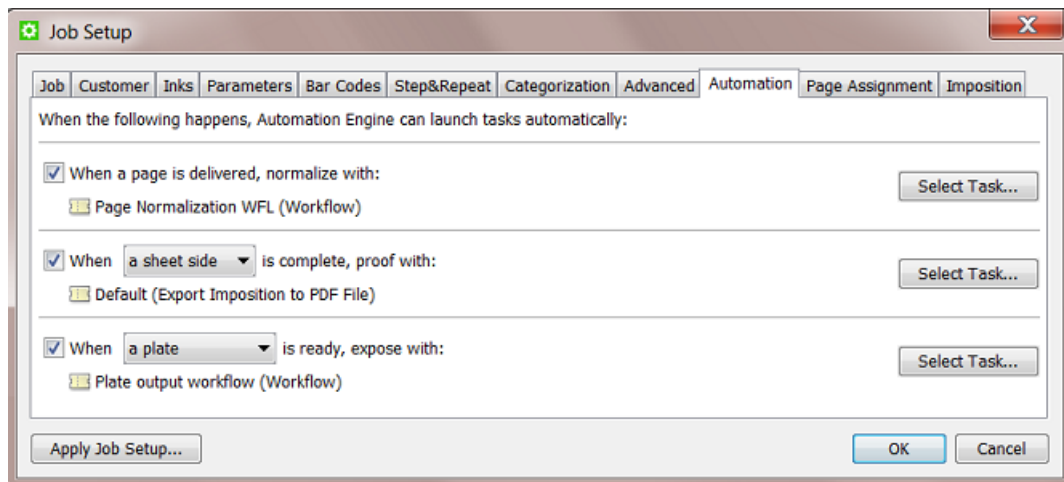 Job Setup
Job Customer Inks Parameters Bar Codes Step&Repeat Categorization Advanced Automation Page Assignment Imposition
When the following happens, Automation Engine can launch tasks automatically:
When a page is delivered, normalize with:
Select Task...
Page Normalization WFL (Workflow)
When a sheet side is complete, proof with:
Select Task...
Default (Export Imposition to PDF File)
When a plate is ready, expose with:
Select Task...
Plate output workflow (Workflow)
Apply Job Setup... OK Cancel